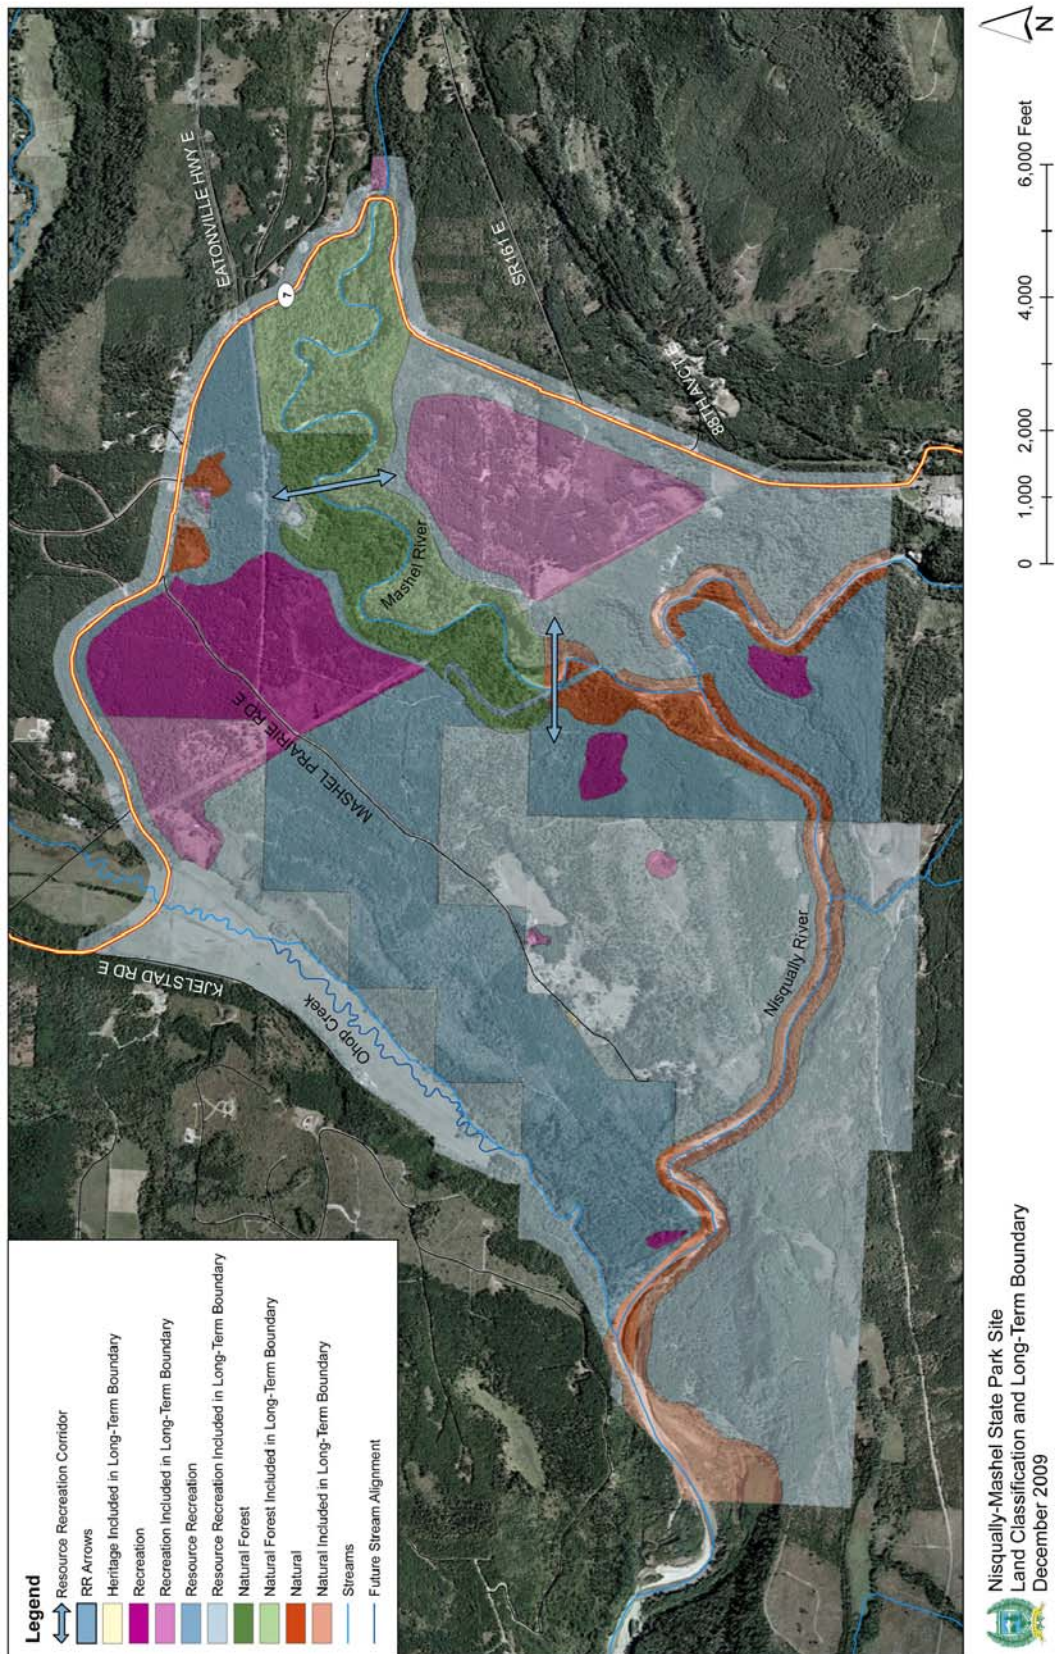 Legend
Resource Recreation Corridor
RR Arrows
Heritage Included in Long-Term Boundary
Recreation
Recreation Included in Long-Term Boundary
Resource Recreation
Resource Recreation Included in Long-Term Boundary
Natural Forest
Natural Forest Included in Long-Term Boundary
Natural
Natural Included in Long-Term Boundary
Streams
Future Stream Alignment
KJELSTAD RD E
Ohop Creek
MASHEL PRAIRIE RD E
EATONVILLE HWY E
7
Mashel River
SR161 E
88TH AVCT E
Nisqually River
Nisqually-Mashel State Park Site
Land Classification and Long-Term Boundary
December 2009
0 1,000 2,000 4,000 6,000 Feet
N